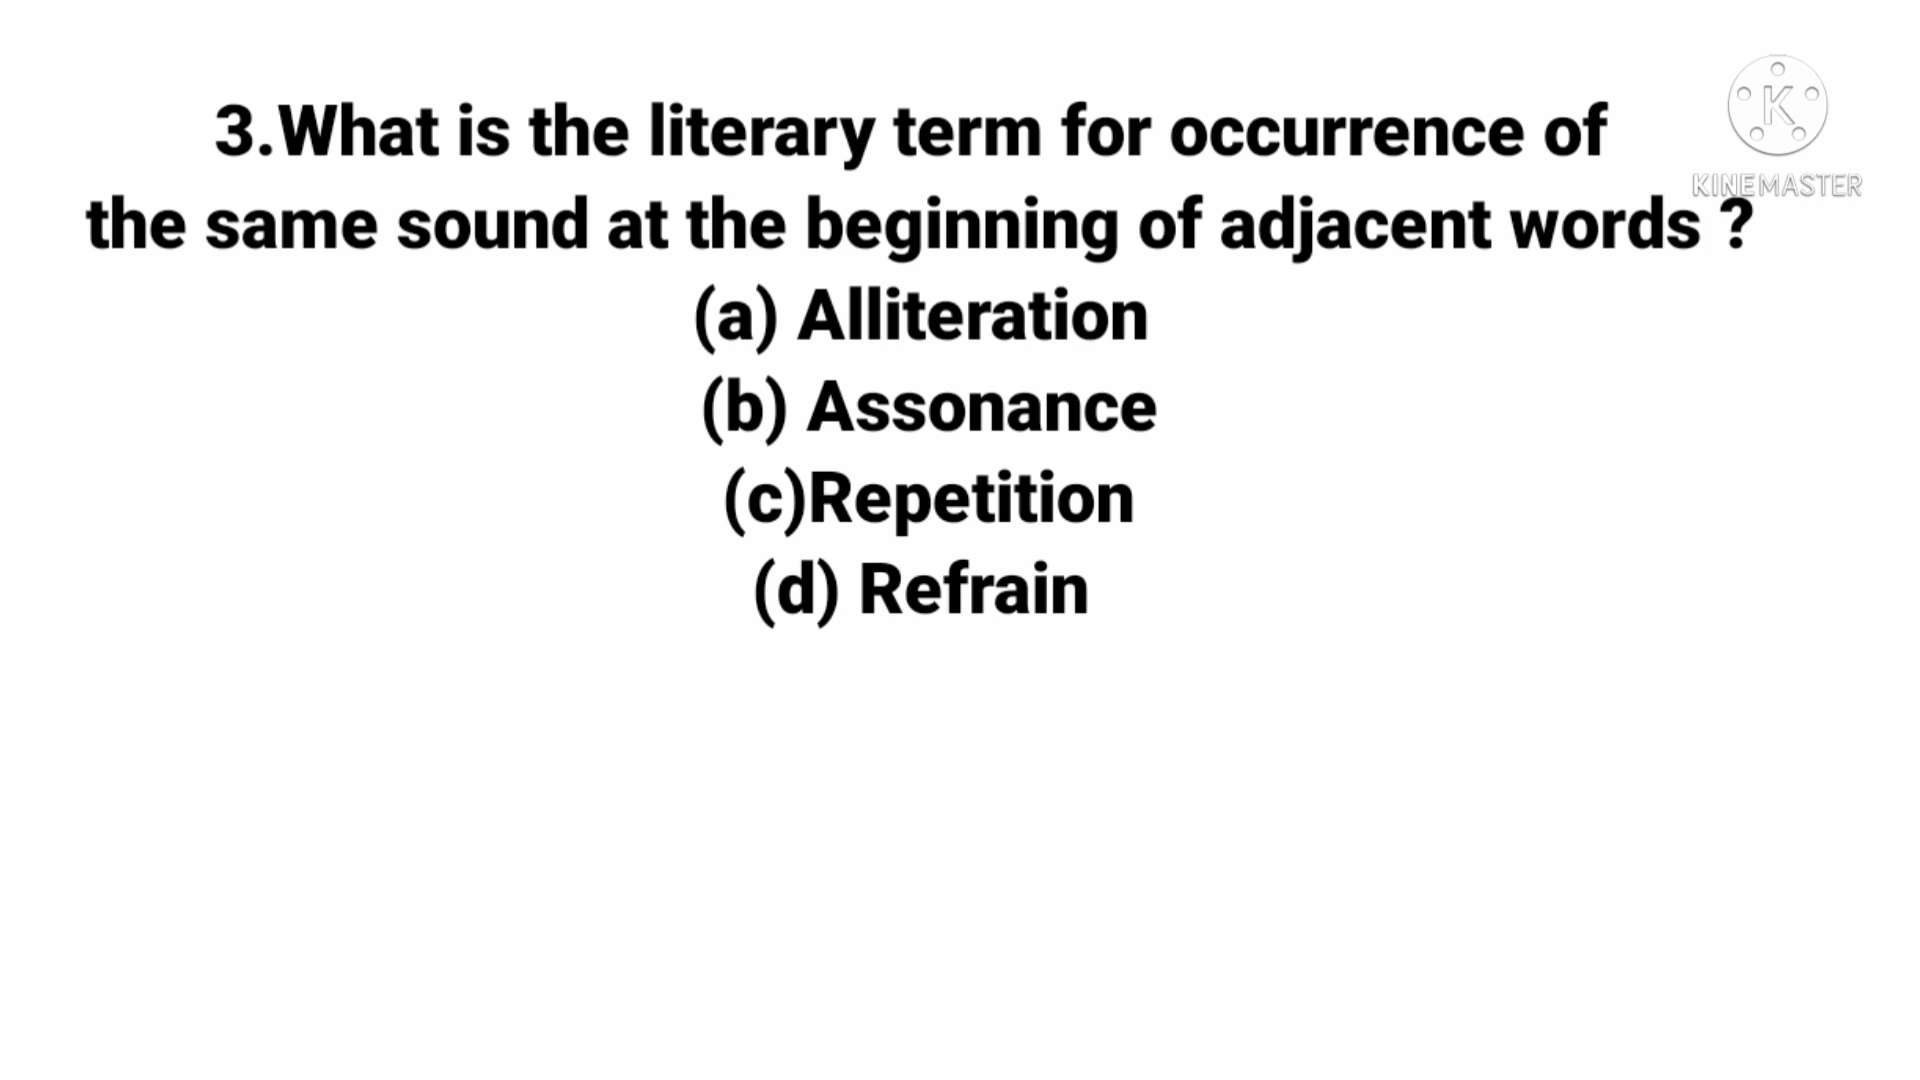 3.What is the literary term for occurrence of
the same sound at the beginning of adjacent words ?
(a) Alliteration
(b) Assonance
(c)Repetition
(d) Refrain
K
KINEMASTER